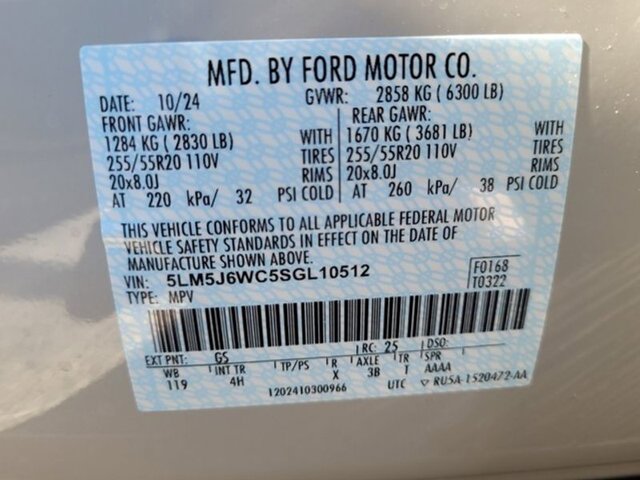 MFD. BY FORD MOTOR CO.
DATE: 10/24 GVWR: 2858 KG ( 6300 LB)
FRONT GAWR: REAR GAWR:
1284 KG ( 2830 LB) WITH 1670 KG ( 3681 LB) WITH
255/55R20 110V TIRES 255/55R20 110V TIRES
20x8.0J RIMS 20x8.0J RIMS
AT 220 kPa/ 32 PSI COLD AT 260 kPa/ 38 PSI COLD
THIS VEHICLE CONFORMS TO ALL APPLICABLE FEDERAL MOTOR
VEHICLE SAFETY STANDARDS IN EFFECT ON THE DATE OF
MANUFACTURE SHOWN ABOVE.
VIN: 5LM5J6WC5SGL10512 F0168
TYPE: MPV T0322
EXT PNT: GS RC: 25 DSO:
WB INT TR TP/PS R AXLE TR SPR
119 4H X 3B T AAAA
1202410300966 UTC ▽ RU5A-1520472-AA